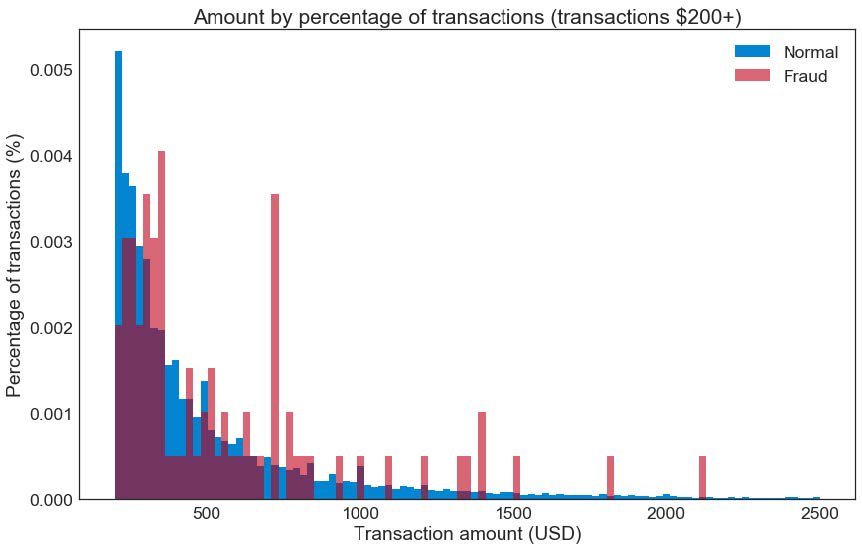 Amount by percentage of transactions (transactions $200+)
Normal
Fraud
Percentage of transactions (%)
0.005
0.004
0.003
0.002
0.001
0.000
500
1000
1500
2000
2500
Transaction amount (USD)